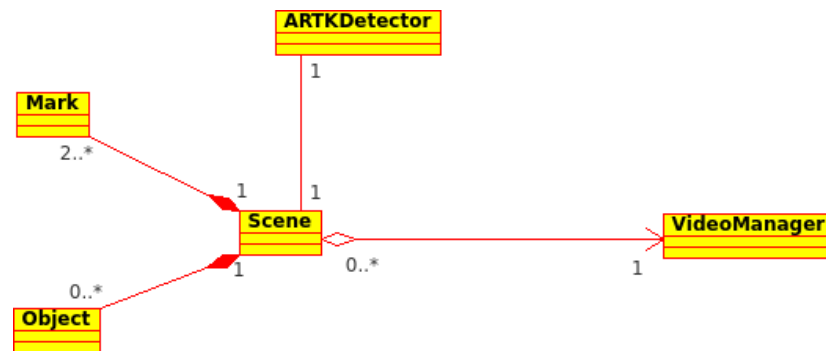 ARTKDetector
1
Mark
2..*
1
1
Scene
VideoManager
0..*
1
1
0..*
Object